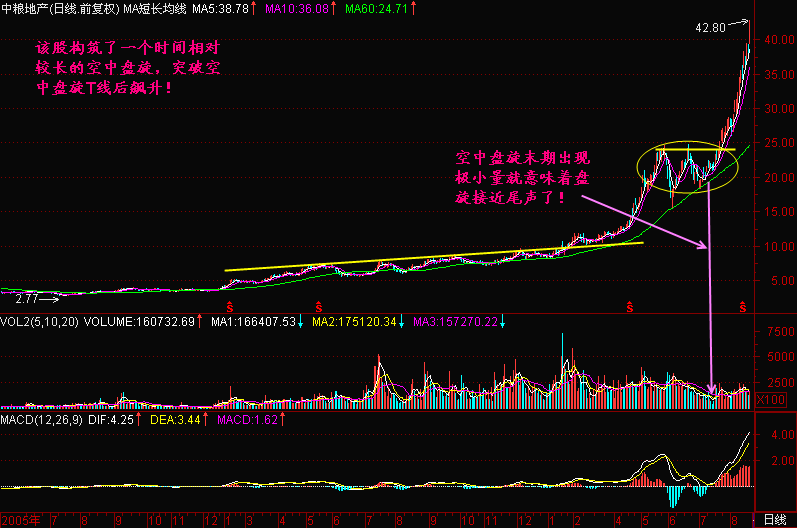 中粮地产(日线.前复权) MA短长均线 MA5:38.78 MA10:36.08 MA60:24.71
42.80
40.00
该股构筑了一个时间相对
较长的空中盘旋，突破空
中盘旋T线后飙升！
35.00
30.00
25.00
空中盘旋末期出现
极小量就意味着盘
旋接近尾声了！
20.00
15.00
10.00
5.00
2.77
S S S S
VOL2(5,10,20) VOLUME:160732.69 MA1:166407.53 MA2:175120.34 MA3:157270.22
7500
5000
2500
X100
MACD(12,26,9) DIF:4.25 DEA:3.44 MACD:1.62
4.00
2.00
0.00
2005年 7 8 9 10 11 12 1 3 4 5 6 7 8 9 10 11 12 1 2 4 5 6 7 8 日线